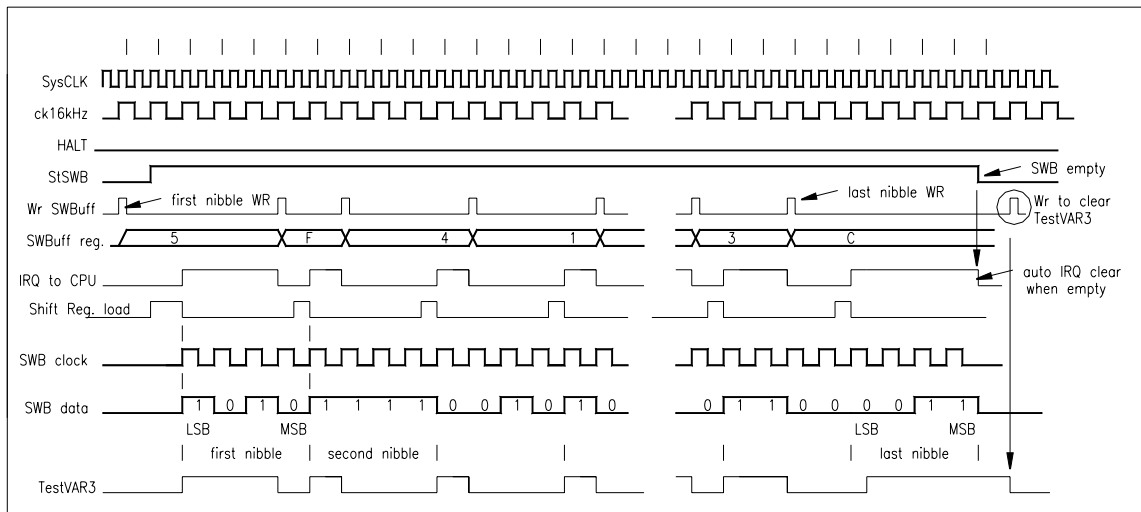 SysCLK
ck16kHz
HALT
StSWB
SWB empty
Wr SWBuff
first nibble WR
last nibble WR
Wr to clear
TestVAR3
SWBuff reg.
5 F 4 1 3 C
IRQ to CPU
auto IRQ clear
when empty
Shift Reg. load
SWB clock
SWB data
1 0 1 0 1 1 1 1 0 0 1 0 1 0 0 1 1 0 0 0 0 1 1
LSB MSB LSB MSB
first nibble second nibble last nibble
TestVAR3